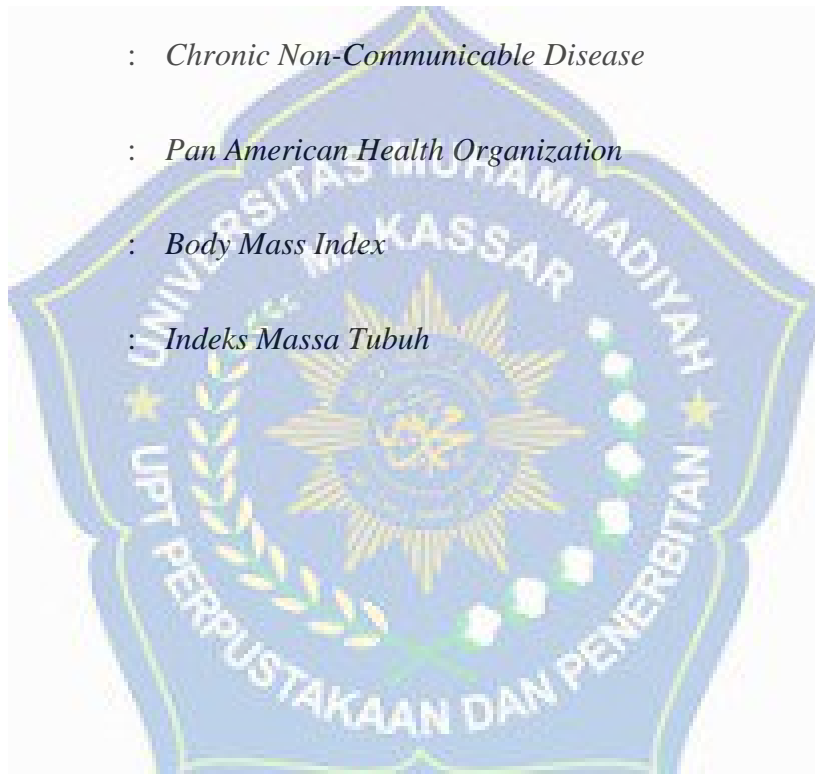 : Chronic Non-Communicable Disease
: Pan American Health Organization
: Body Mass Index
: Indeks Massa Tubuh
UNIVERSITAS MUHAMMADIYAH
MAKASSAR
UPT PERPUSTAKAAN DAN PENERBITAN